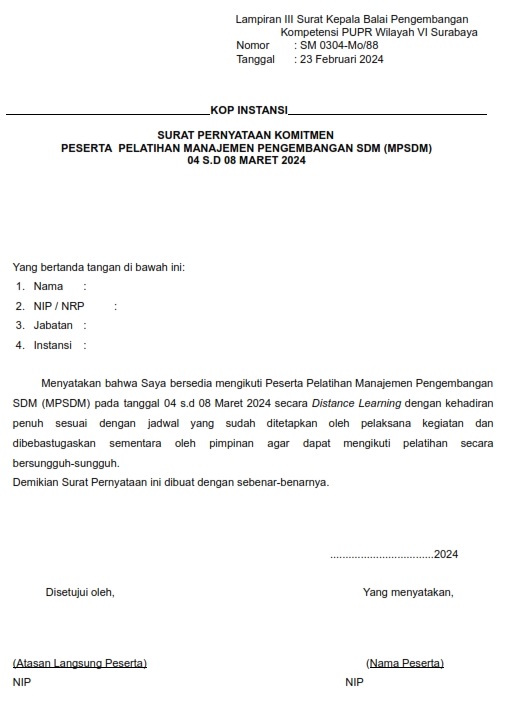 Lampiran III Surat Kepala Balai Pengembangan
Kompetensi PUPR Wilayah VI Surabaya
Nomor : SM 0304-Mo/88
Tanggal : 23 Februari 2024
KOP INSTANSI
SURAT PERNYATAAN KOMITMEN
PESERTA PELATIHAN MANAJEMEN PENGEMBANGAN SDM (MPSDM)
04 S.D 08 MARET 2024
Yang bertanda tangan di bawah ini:
1. Nama :
2. NIP / NRP :
3. Jabatan :
4. Instansi :
Menyatakan bahwa Saya bersedia mengikuti Peserta Pelatihan Manajemen Pengembangan
SDM (MPSDM) pada tanggal 04 s.d 08 Maret 2024 secara Distance Learning dengan kehadiran
penuh sesuai dengan jadwal yang sudah ditetapkan oleh pelaksana kegiatan dan
dibebastugaskan sementara oleh pimpinan agar dapat mengikuti pelatihan secara
bersungguh-sungguh.
Demikian Surat Pernyataan ini dibuat dengan sebenar-benarnya.
..................................2024
Disetujui oleh, Yang menyatakan,
(Atasan Langsung Peserta) (Nama Peserta)
NIP NIP